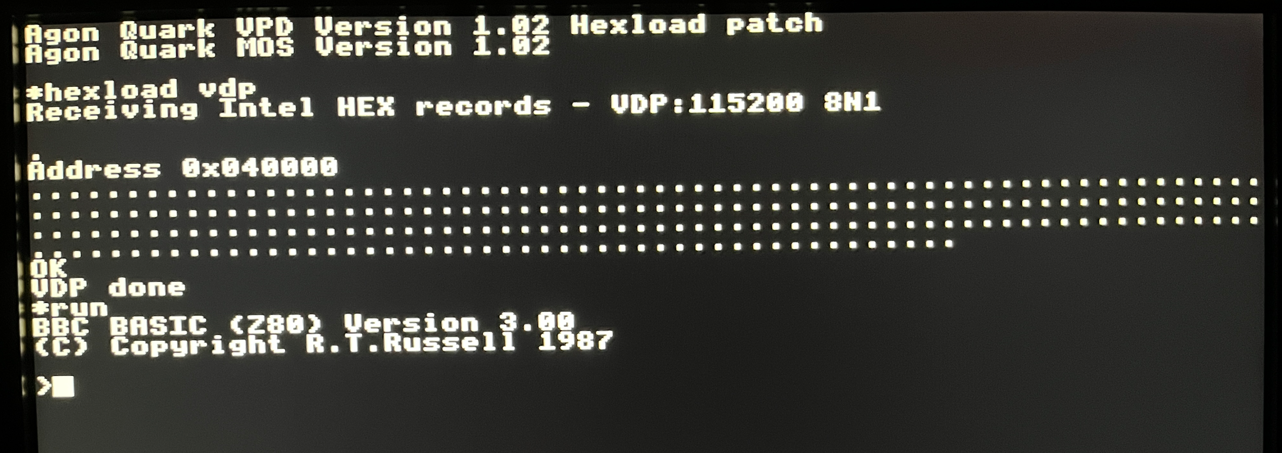 Agon Quark VPD Version 1.02 Hexload patch
Agon Quark MOS Version 1.02
*hexload vdp
Receiving Intel HEX records - VDP:115200 8N1
.
Address 0x040000
................................................................
................................................................
................................................................
................................................
OK
VDP done
*run
BBC BASIC (Z80) Version 3.00
(C) Copyright R.T.Russell 1987
>